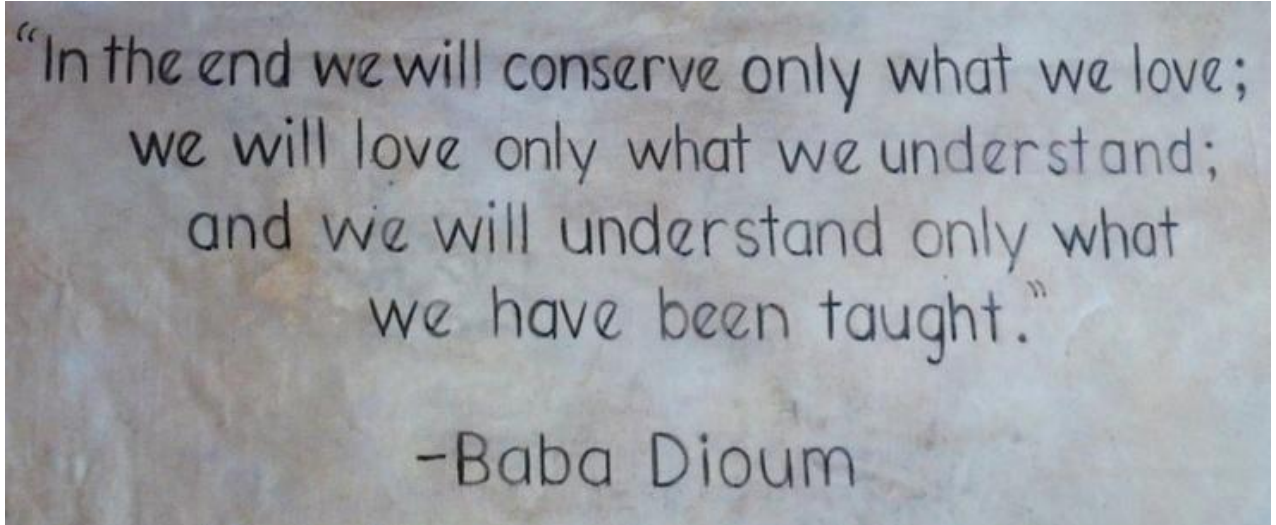 “In the end we will conserve only what we love;
we will love only what we understand;
and we will understand only what
we have been taught.”
-Baba Dioum